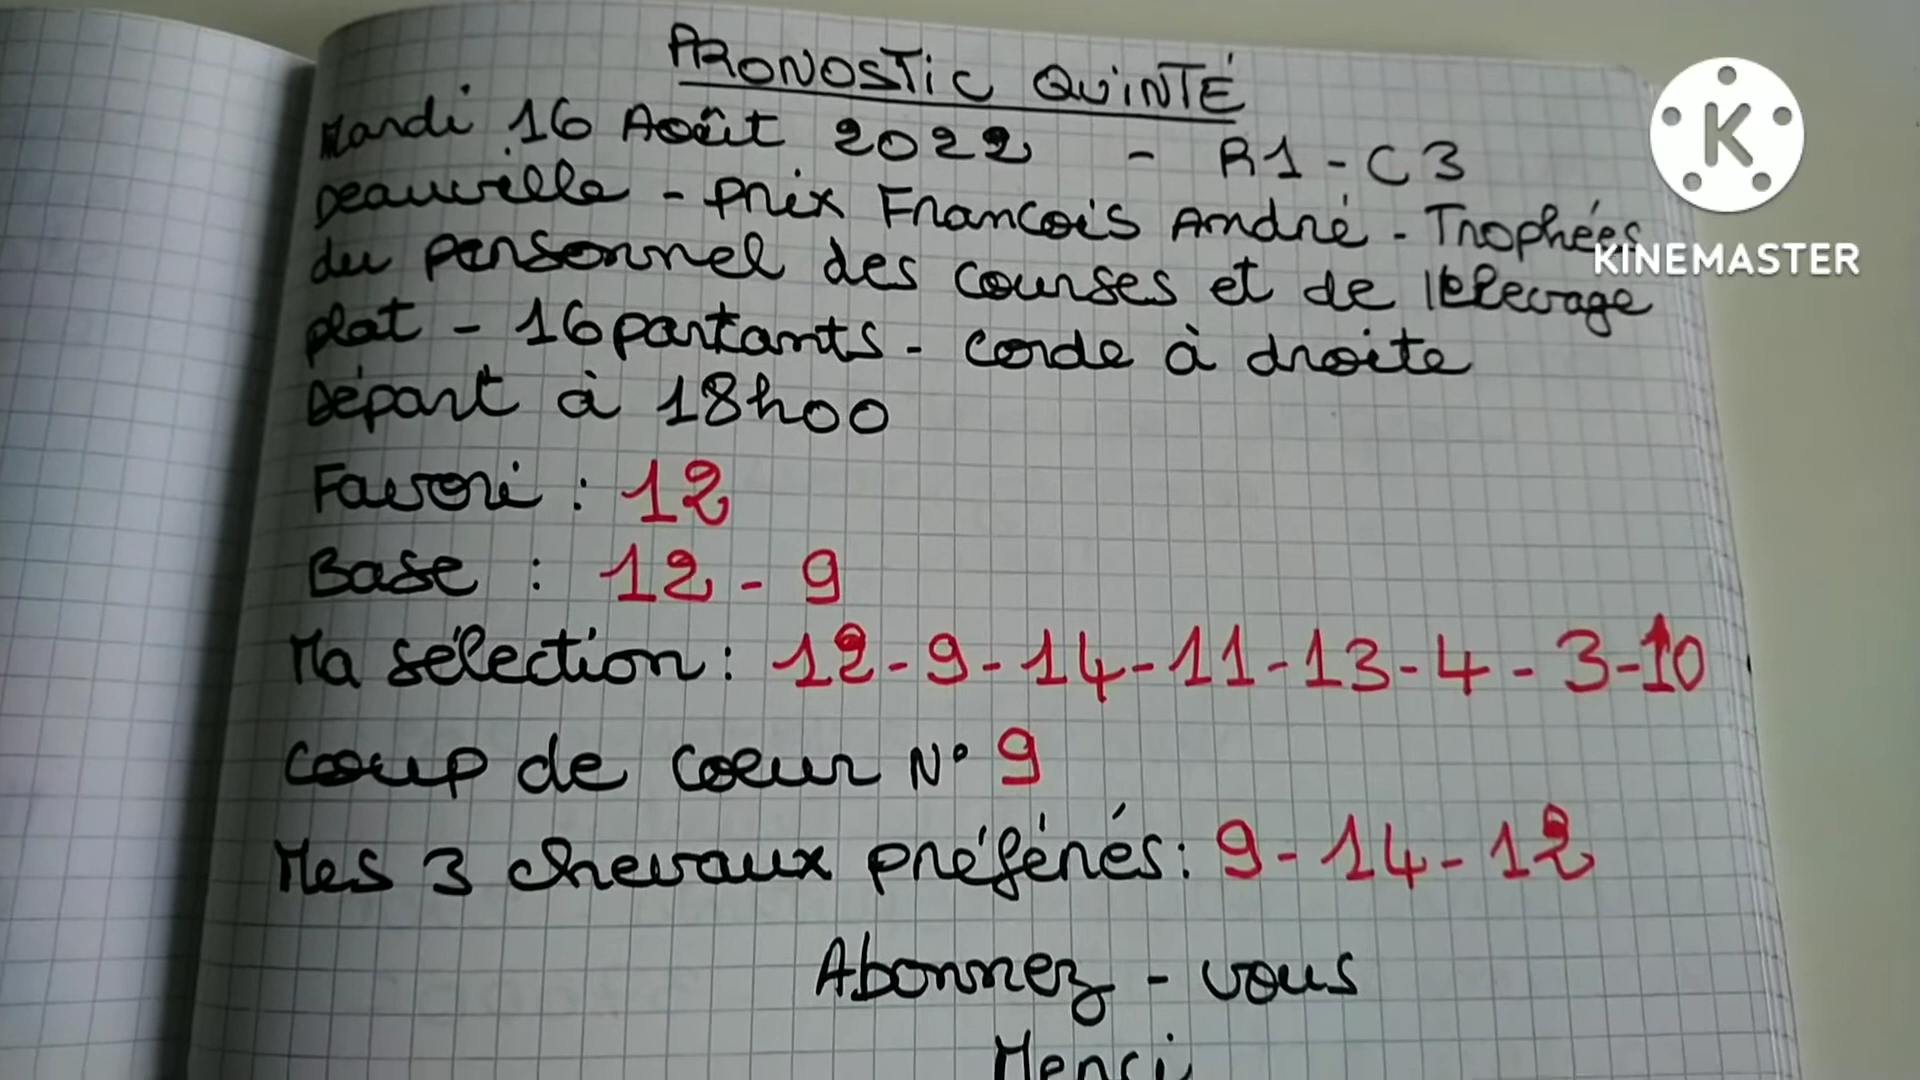 PRONOSTIC QUINTÉ
Mardi 16 Août 2022 - R1 - C3
Deauville - Prix Francois André - Trophées
du personnel des courses et de l'élevage
plat - 16 partants - Corde à droite
Départ à 18h00
Favori : 12
Base : 12 - 9
Ma sélection : 12 - 9 - 14 - 11 - 13 - 4 - 3 - 10
Coup de coeur N° 9
Mes 3 chevaux préférés : 9 - 14 - 12
Abonnez - vous
Merci
K
KINEMASTER